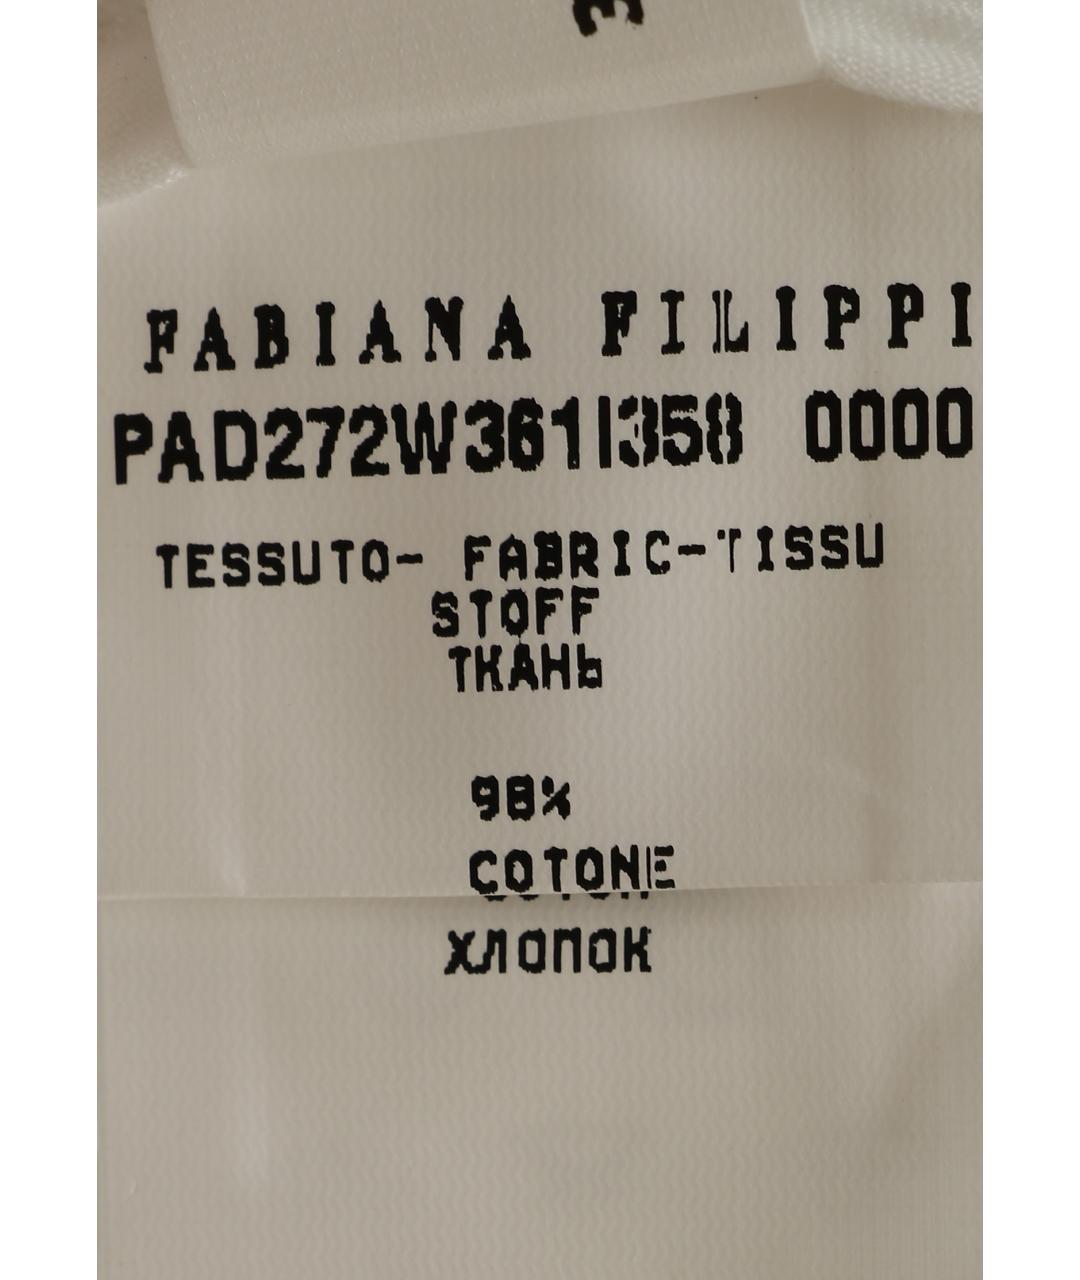 FABIANA FILIPPI
PAD272W361I358 0000
TESSUTO- FABRIC-TISSU
STOFF
ТКАНЬ
98%
COTONE
ХЛОПОК